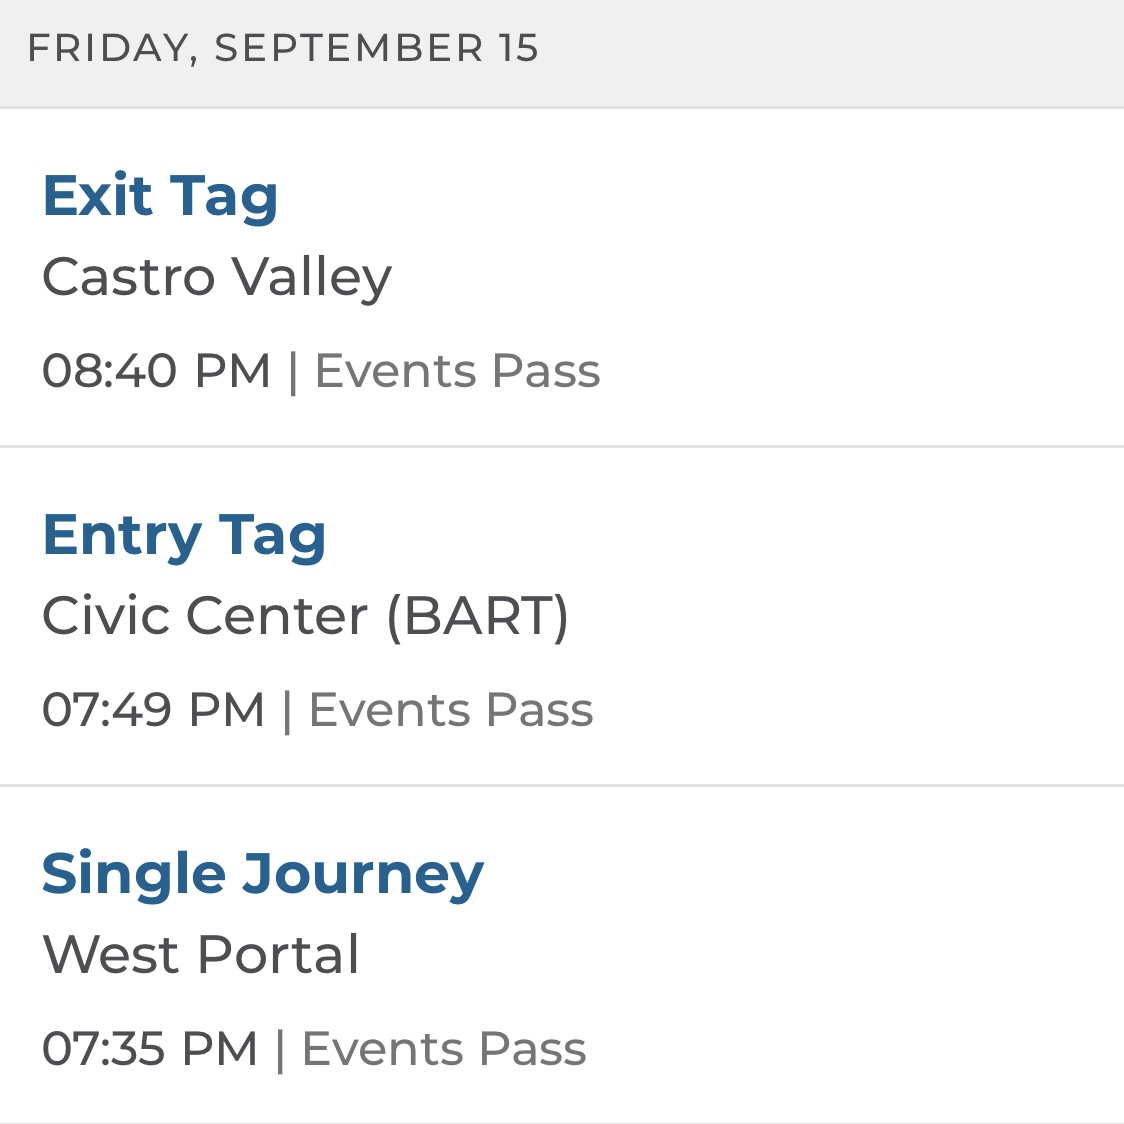 FRIDAY, SEPTEMBER 15
Exit Tag
Castro Valley
08:40 PM | Events Pass
Entry Tag
Civic Center (BART)
07:49 PM | Events Pass
Single Journey
West Portal
07:35 PM | Events Pass